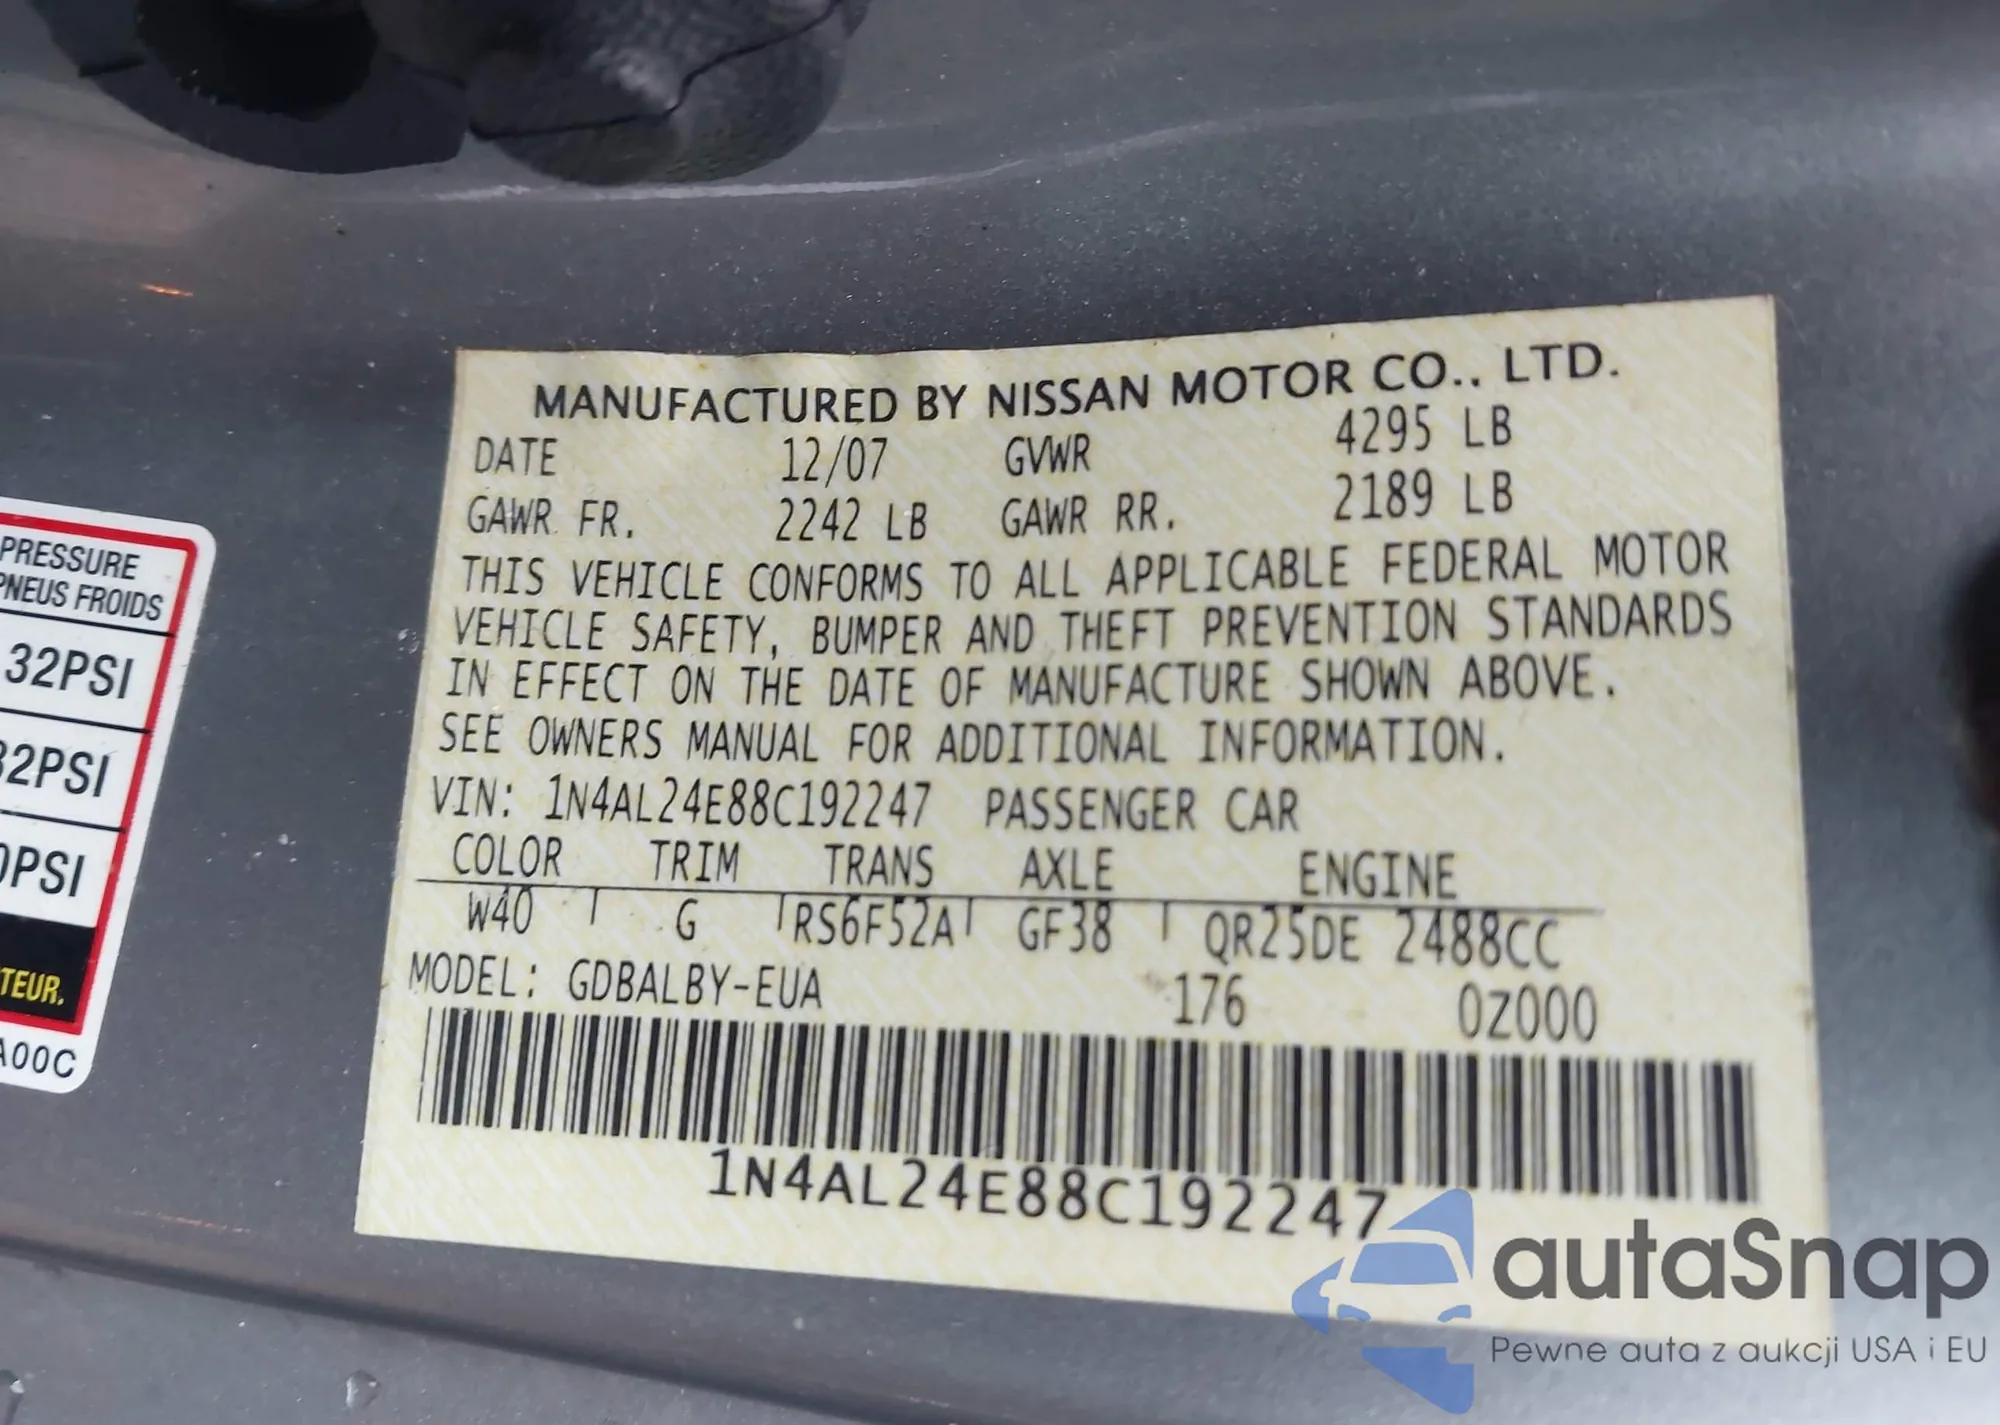 MANUFACTURED BY NISSAN MOTOR CO., LTD.
DATE 12/07 GVWR 4295 LB
GAWR FR. 2242 LB GAWR RR. 2189 LB
THIS VEHICLE CONFORMS TO ALL APPLICABLE FEDERAL MOTOR
VEHICLE SAFETY, BUMPER AND THEFT PREVENTION STANDARDS
IN EFFECT ON THE DATE OF MANUFACTURE SHOWN ABOVE.
SEE OWNERS MANUAL FOR ADDITIONAL INFORMATION.
VIN: 1N4AL24E88C192247 PASSENGER CAR
COLOR TRIM TRANS AXLE ENGINE
W40 G RS6F52A GF38 QR25DE 2488CC
MODEL: GDBALBY-EUA 176 0Z000
1N4AL24E88C192247
PRESSURE
PNEUS FROIDS
32PSI
32PSI
0PSI
TEUR.
A00C
autaSnap
Pewne auta z aukcji USA i EU